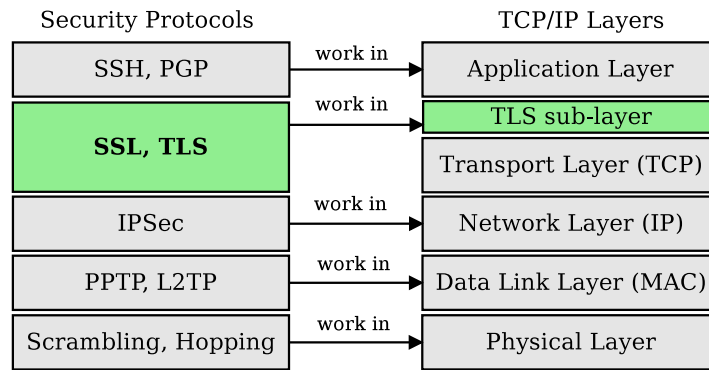 Security Protocols
TCP/IP Layers
SSH, PGP
work in
Application Layer
SSL, TLS
work in
TLS sub-layer
Transport Layer (TCP)
IPSec
work in
Network Layer (IP)
PPTP, L2TP
work in
Data Link Layer (MAC)
Scrambling, Hopping
work in
Physical Layer